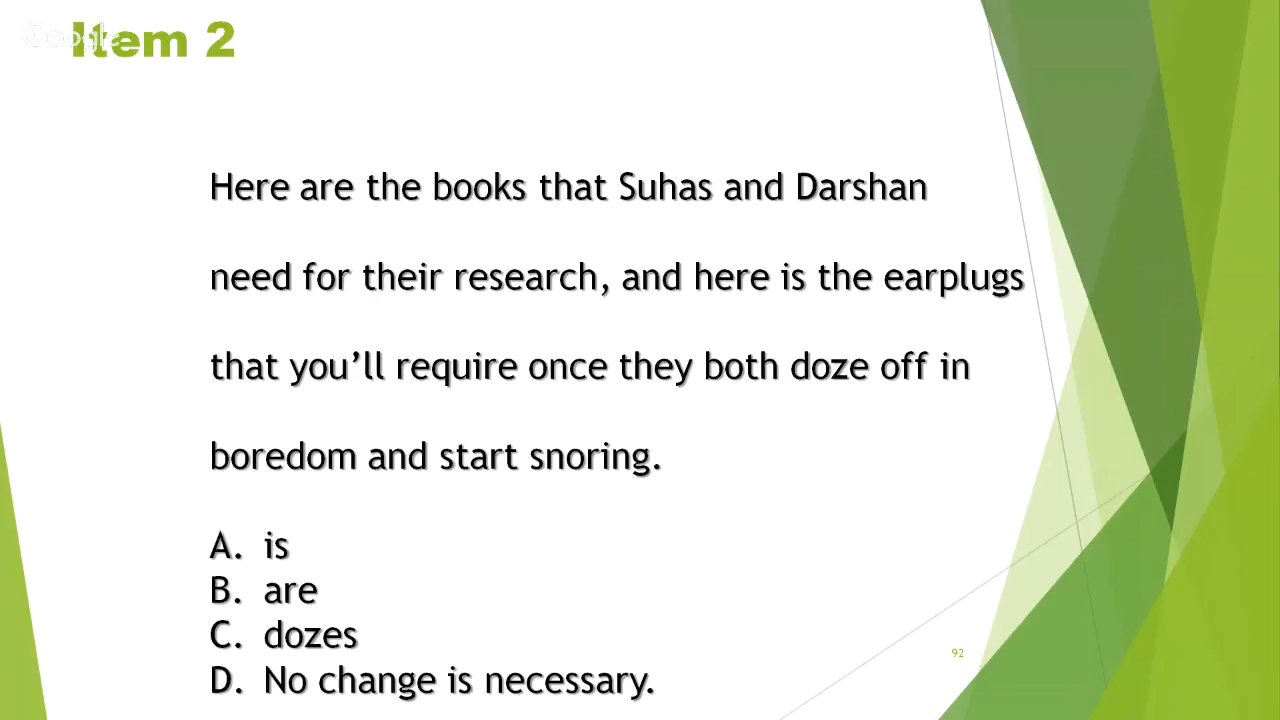 Google
Item 2
Here are the books that Suhas and Darshan
need for their research, and here is the earplugs
that you’ll require once they both doze off in
boredom and start snoring.
A. is
B. are
C. dozes
D. No change is necessary.
92